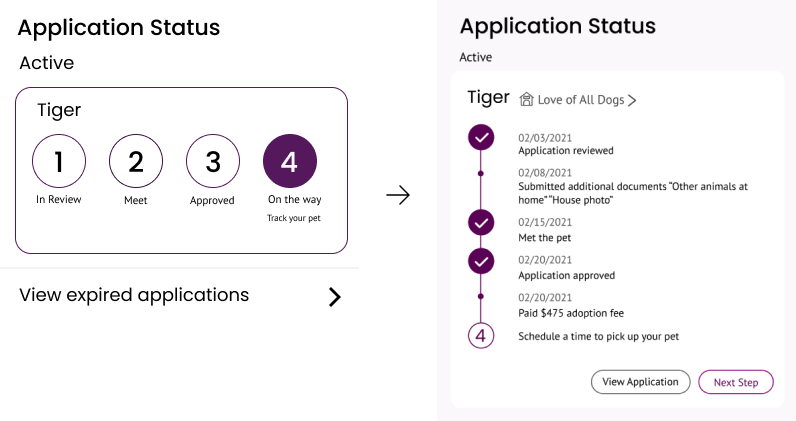 Application Status
Active
Tiger
1 2 3 4
In Review Meet Approved On the way
Track your pet
View expired applications
Application Status
Active
Tiger Love of All Dogs
02/03/2021
Application reviewed
02/08/2021
Submitted additional documents “Other animals at
home” “House photo”
02/15/2021
Met the pet
02/20/2021
Application approved
02/20/2021
Paid $475 adoption fee
4 Schedule a time to pick up your pet
View Application Next Step